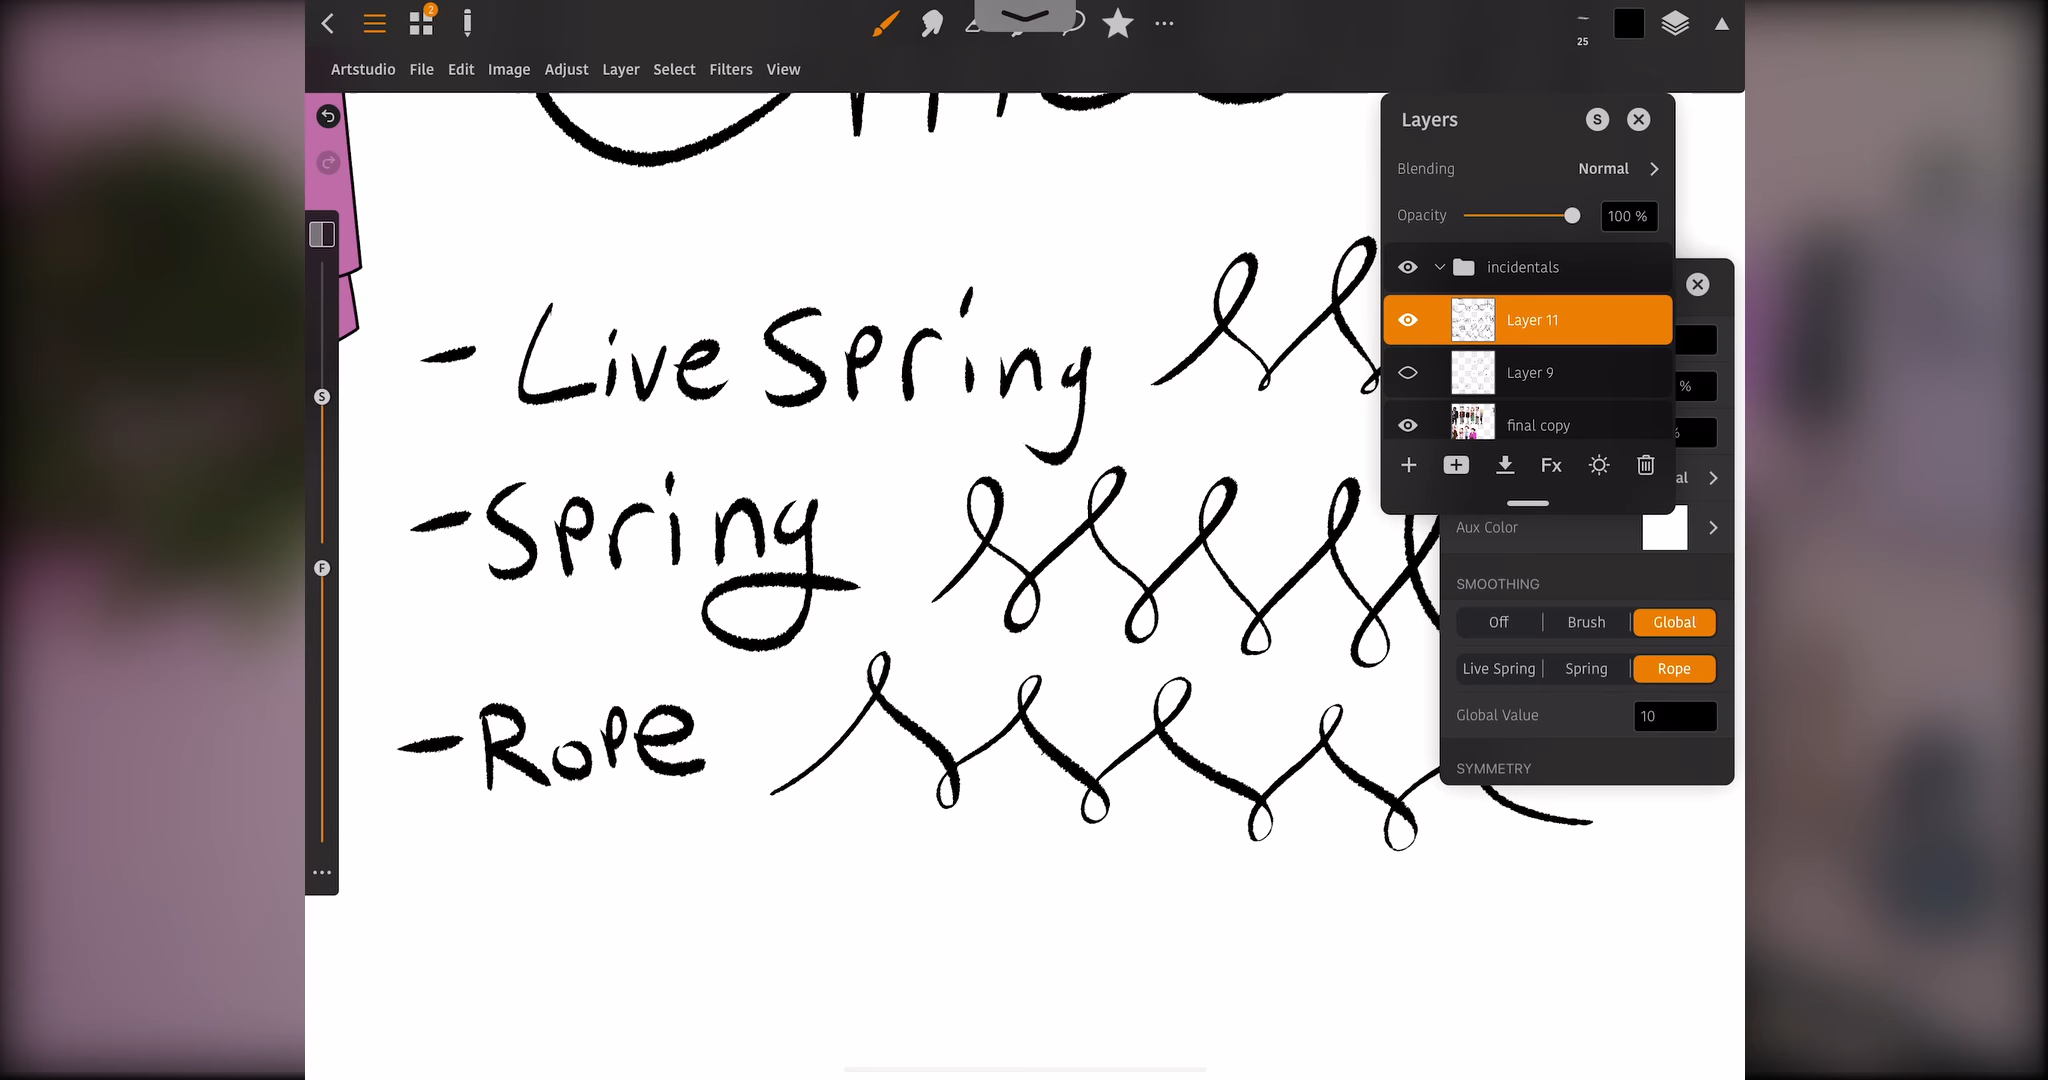 2
25
Artstudio File Edit Image Adjust Layer Select Filters View
Layers S
Blending Normal
Opacity 100 %
incidentals
Layer 11
Layer 9
final copy
Fx
%
%
al
Aux Color
SMOOTHING
Off Brush Global
Live Spring Spring Rope
Global Value 10
SYMMETRY
S
F
- Live Spring
- Spring
- Rope